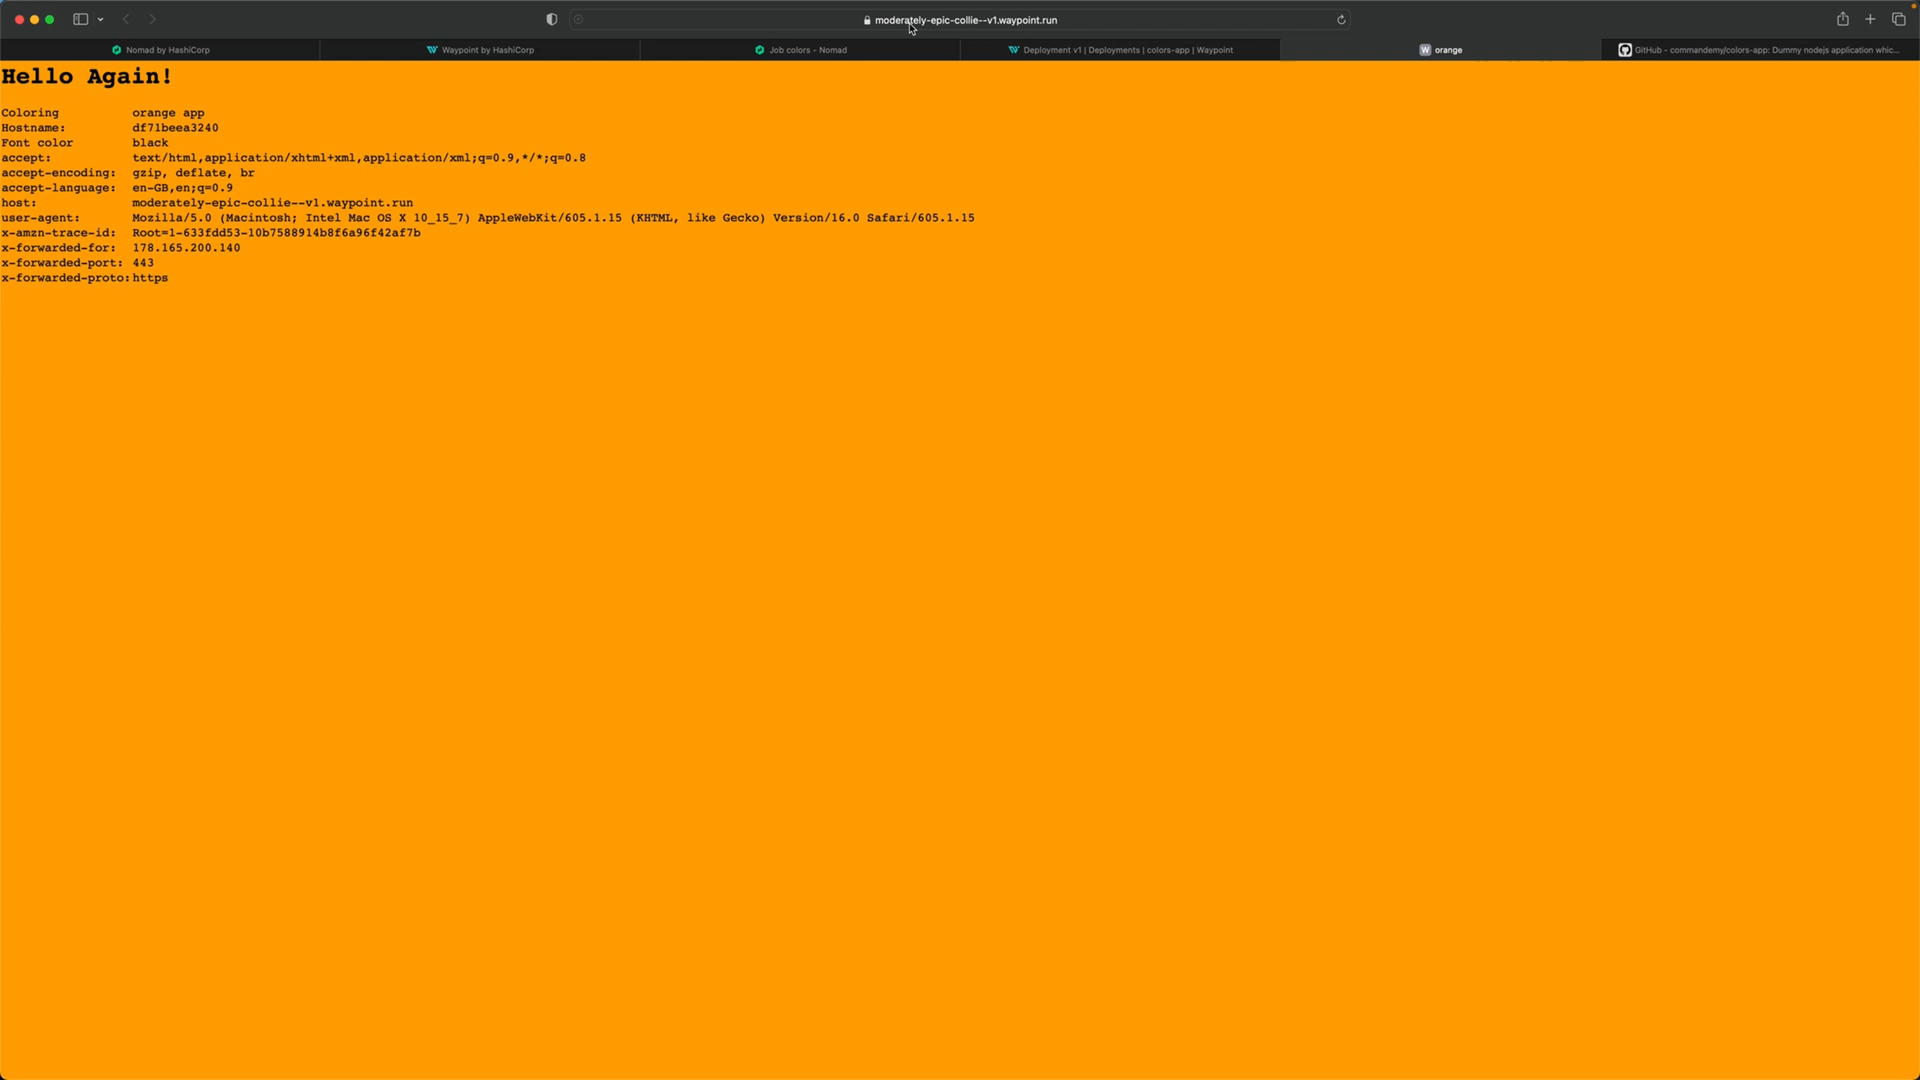 moderately-epic-collie--v1.waypoint.run
Nomad by HashiCorp
Waypoint by HashiCorp
Job colors - Nomad
Deployment v1 | Deployments | colors-app | Waypoint
W orange
GitHub - commandemy/colors-app: Dummy nodejs application whic...
Hello Again!
Coloring orange app
Hostname: df71beea3240
Font color black
accept: text/html,application/xhtml+xml,application/xml;q=0.9,*/*;q=0.8
accept-encoding: gzip, deflate, br
accept-language: en-GB,en;q=0.9
host: moderately-epic-collie--v1.waypoint.run
user-agent: Mozilla/5.0 (Macintosh; Intel Mac OS X 10_15_7) AppleWebKit/605.1.15 (KHTML, like Gecko) Version/16.0 Safari/605.1.15
x-amzn-trace-id: Root=1-633fdd53-10b7588914b8f6a96f42af7b
x-forwarded-for: 178.165.200.140
x-forwarded-port: 443
x-forwarded-proto: https